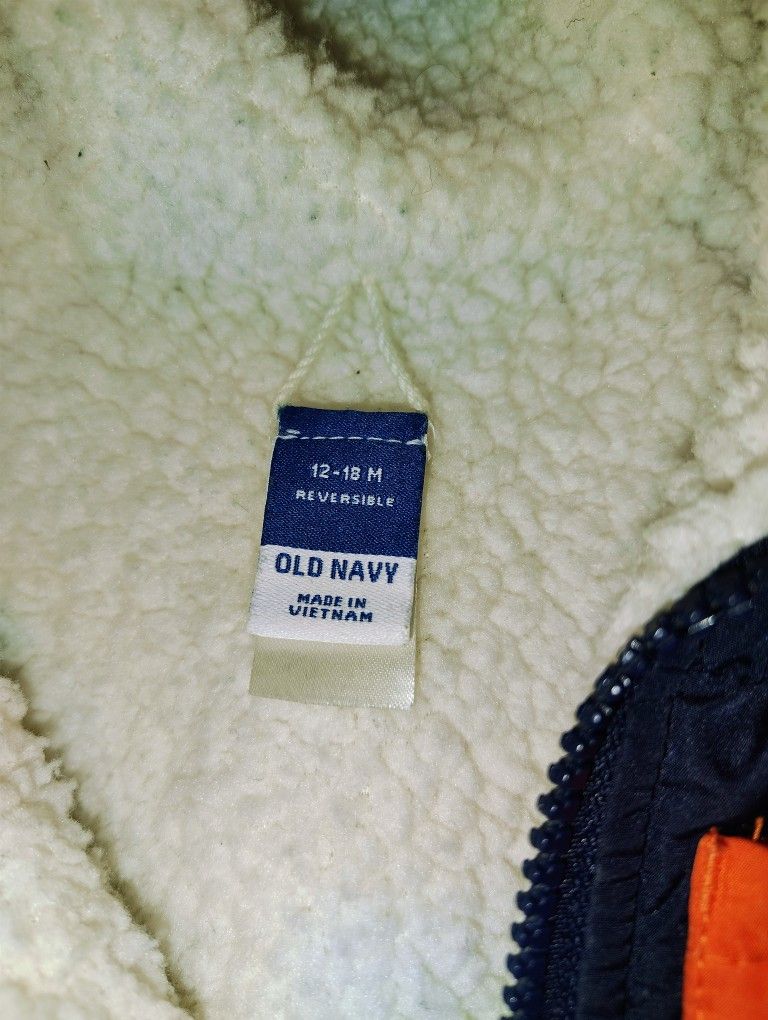 12-18 M
REVERSIBLE
OLD NAVY
MADE IN
VIETNAM